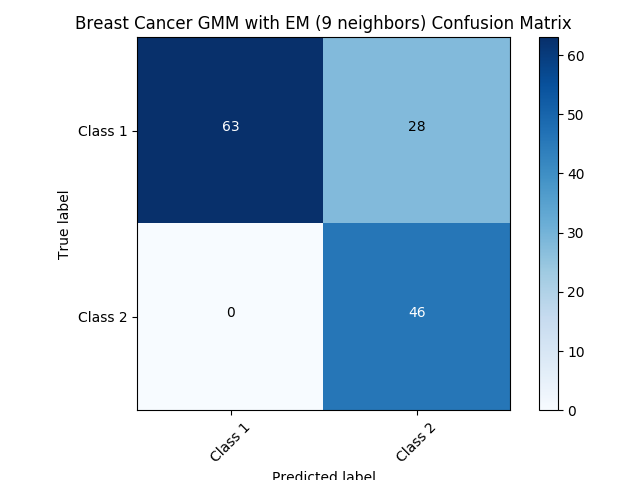 Breast Cancer GMM with EM (9 neighbors) Confusion Matrix
True label
Class 1
Class 2
63
28
0
46
Class 1
Class 2
Predicted label
60
50
40
30
20
10
0